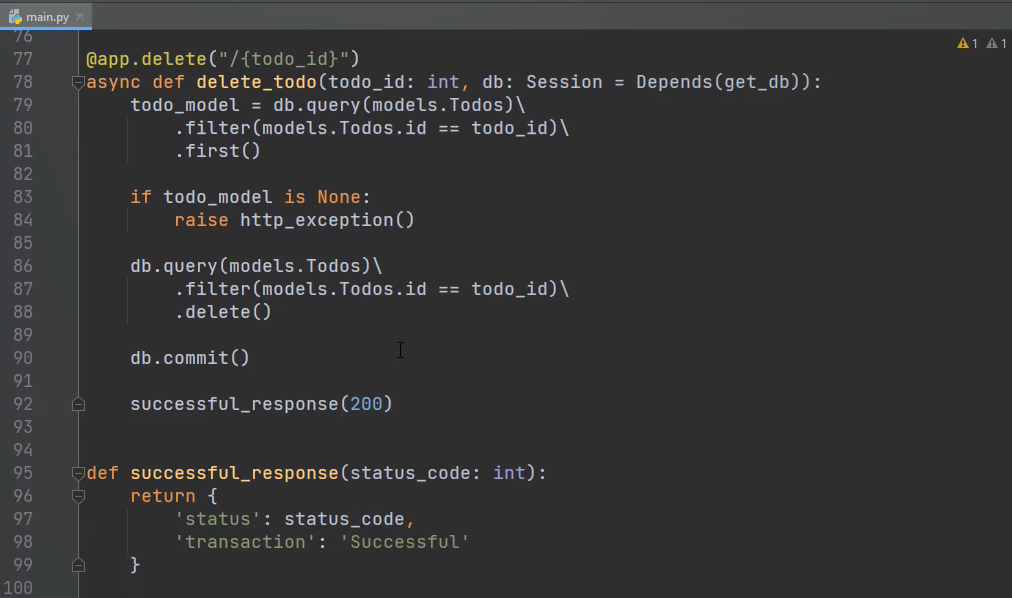 main.py
1 1
76
77 @app.delete("/{todo_id}")
78 async def delete_todo(todo_id: int, db: Session = Depends(get_db)):
79     todo_model = db.query(models.Todos)\
80         .filter(models.Todos.id == todo_id)\
81         .first()
82
83     if todo_model is None:
84         raise http_exception()
85
86     db.query(models.Todos)\
87         .filter(models.Todos.id == todo_id)\
88         .delete()
89
90     db.commit()
91
92     successful_response(200)
93
94
95 def successful_response(status_code: int):
96     return {
97         'status': status_code,
98         'transaction': 'Successful'
99     }
100